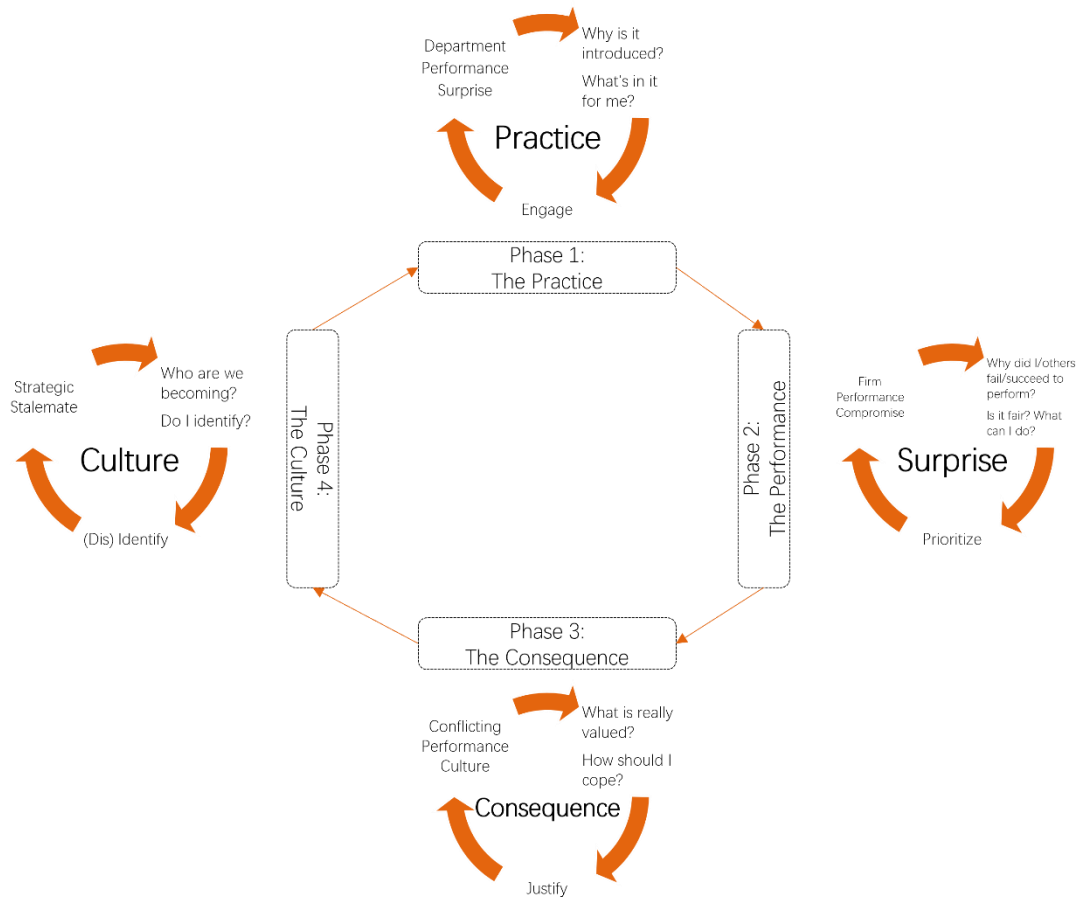 Department
Performance
Surprise
Why is it
introduced?
What's in it
for me?
Practice
Engage
Phase 1:
The Practice
Strategic
Stalemate
Who are we
becoming?
Do I identify?
Culture
(Dis) Identify
Phase 4:
The Culture
Phase 2:
The Performance
Firm
Performance
Compromise
Why did I/others
fail/succeed to
perform?
Is it fair? What
can I do?
Surprise
Prioritize
Phase 3:
The Consequence
Conflicting
Performance
Culture
What is really
valued?
How should I
cope?
Consequence
Justify